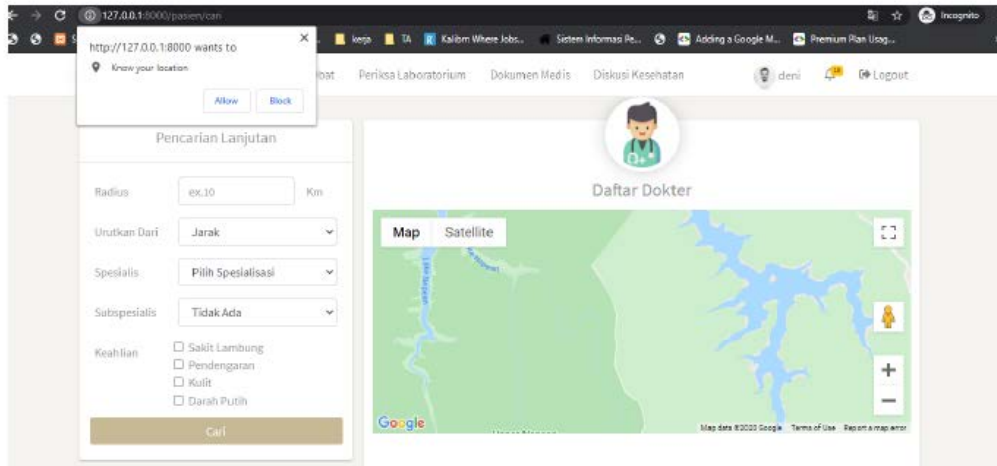 127.0.0.1:8000/pasien/cari
Incognito
kerja
TA
Kalibrr Where Jobs...
Sistem Informasi Pe...
Adding a Google M...
Premium Plan Usag...
http://127.0.0.1:8000 wants to
Know your location
Allow
Block
Periksa Laboratorium
Dokumen Medis
Diskusi Kesehatan
deni
Logout
Pencarian Lanjutan
Radius
ex.10
Km
Urutkan Dari
Jarak
Spesialis
Pilih Spesialisasi
Subspesialis
Tidak Ada
Keahlian
Sakit Lambung
Pendengaran
Kulit
Darah Putih
Cari
Daftar Dokter
Map
Satellite
Google
Map data ©2020 Google
Terms of Use
Report a map error